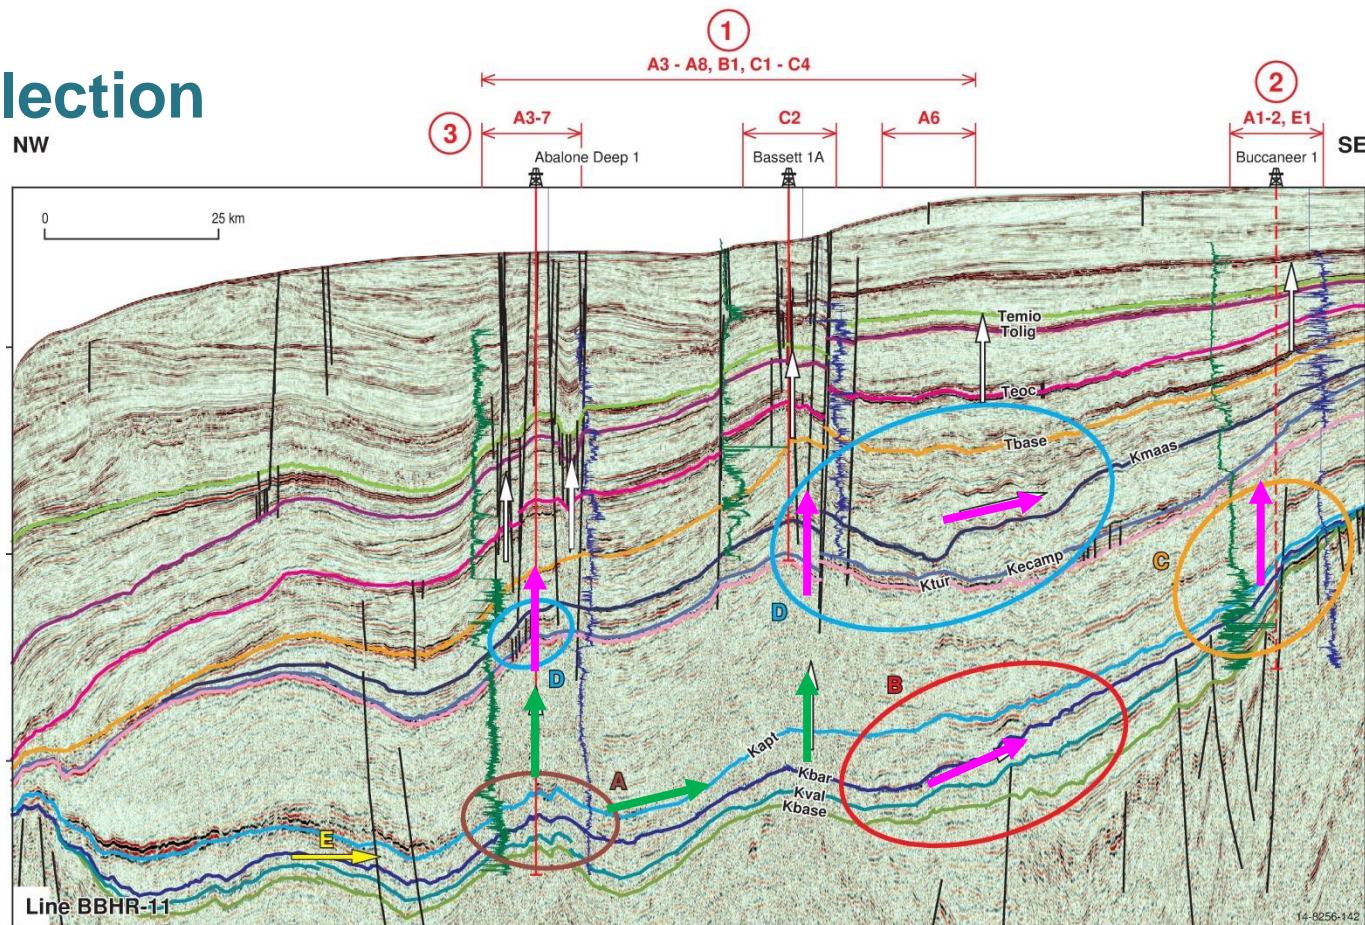 lection
1
A3 - A8, B1, C1 - C4
2
3
A3-7
C2
A6
A1-2, E1
NW
Abalone Deep 1
Bassett 1A
Buccaneer 1
SE
0
25 km
Temio
Tolig
Teoc
Tbase
Kmaas
Kecamp
Ktur
C
D
D
B
A
Kapt
Kbar
Kval
Kbase
E
Line BBHR-11
14-8256-142